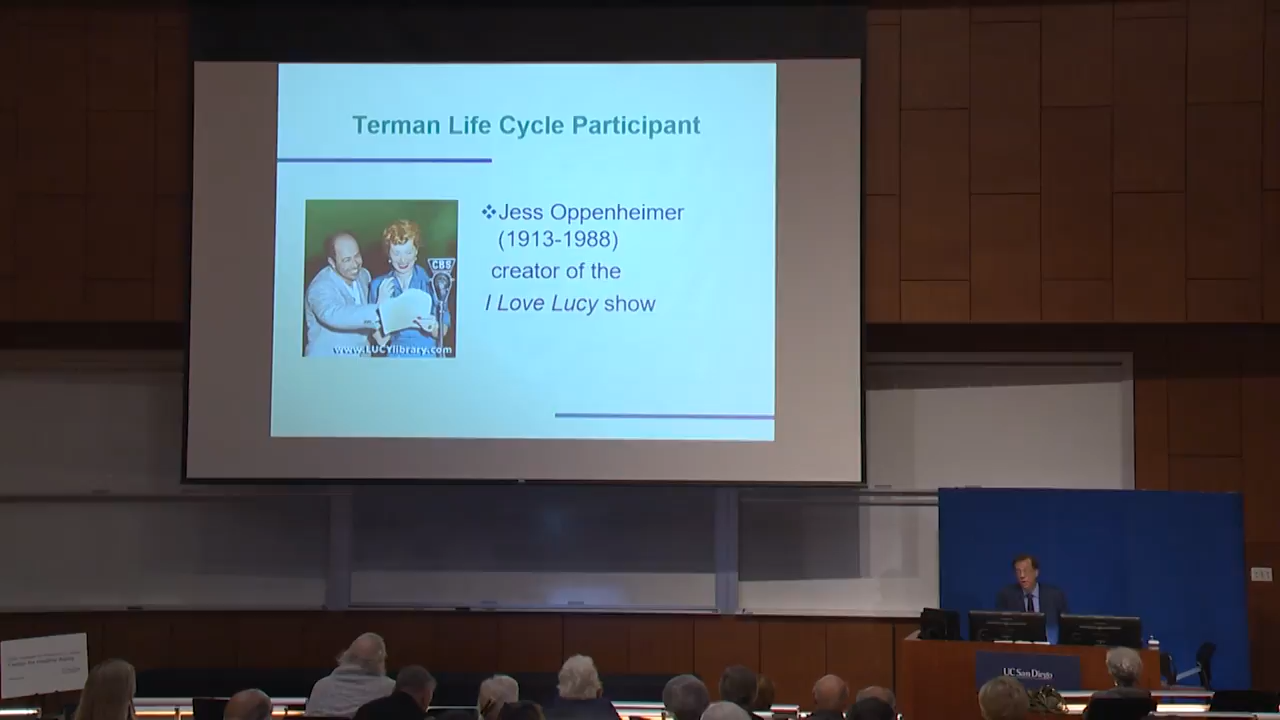 Terman Life Cycle Participant
❖Jess Oppenheimer
(1913-1988)
creator of the
I Love Lucy show
CBS
www.LUCYlibrary.com
UC San Diego